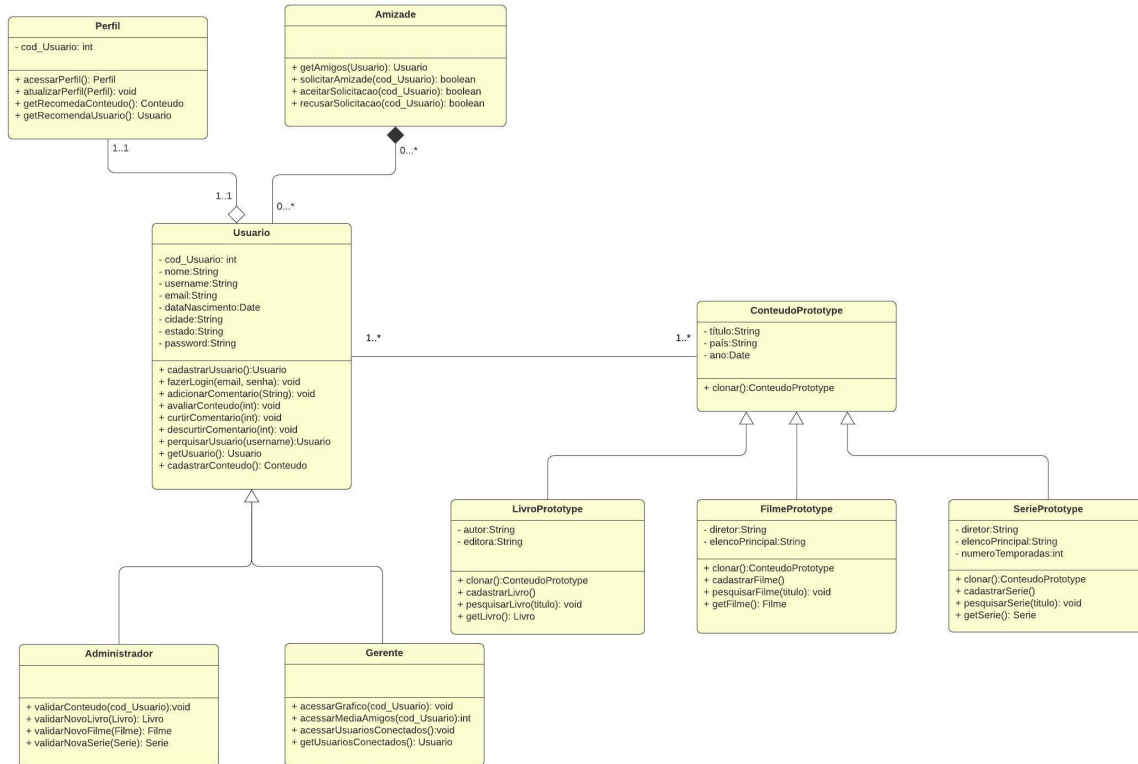 Perfil
- cod_Usuario: int
+ acessarPerfil(): Perfil
+ atualizarPerfil(Perfil): void
+ getRecomedaConteudo(): Conteudo
+ getRecomendaUsuario(): Usuario
Amizade
+ getAmigos(Usuario): Usuario
+ solicitarAmizade(cod_Usuario): boolean
+ aceitarSolicitacao(cod_Usuario): boolean
+ recusarSolicitacao(cod_Usuario): boolean
1..1
0...*
1..1
0...*
Usuario
- cod_Usuario: int
- nome:String
- username:String
- email:String
- dataNascimento:Date
- cidade:String
- estado:String
- password:String
+ cadastrarUsuario():Usuario
+ fazerLogin(email, senha): void
+ adicionarComentario(String): void
+ avaliarConteudo(int): void
+ curtirComentario(int): void
+ descurtirComentario(int): void
+ perquisarUsuario(username):Usuario
+ getUsuario(): Usuario
+ cadastrarConteudo(): Conteudo
1..*
1..*
ConteudoPrototype
- título:String
- país:String
- ano:Date
+ clonar():ConteudoPrototype
LivroPrototype
- autor:String
- editora:String
+ clonar():ConteudoPrototype
+ cadastrarLivro()
+ pesquisarLivro(titulo): void
+ getLivro(): Livro
FilmePrototype
- diretor:String
- elencoPrincipal:String
+ clonar():ConteudoPrototype
+ cadastrarFilme()
+ pesquisarFilme(titulo): void
+ getFilme(): Filme
SeriePrototype
- diretor:String
- elencoPrincipal:String
- numeroTemporadas:int
+ clonar():ConteudoPrototype
+ cadastrarSerie()
+ pesquisarSerie(titulo): void
+ getSerie(): Serie
Administrador
+ validarConteudo(cod_Usuario):void
+ validarNovoLivro(Livro): Livro
+ validarNovoFilme(Filme): Filme
+ validarNovaSerie(Serie): Serie
Gerente
+ acessarGrafico(cod_Usuario): void
+ acessarMediaAmigos(cod_Usuario):int
+ acessarUsuariosConectados():void
+ getUsuariosConectados(): Usuario